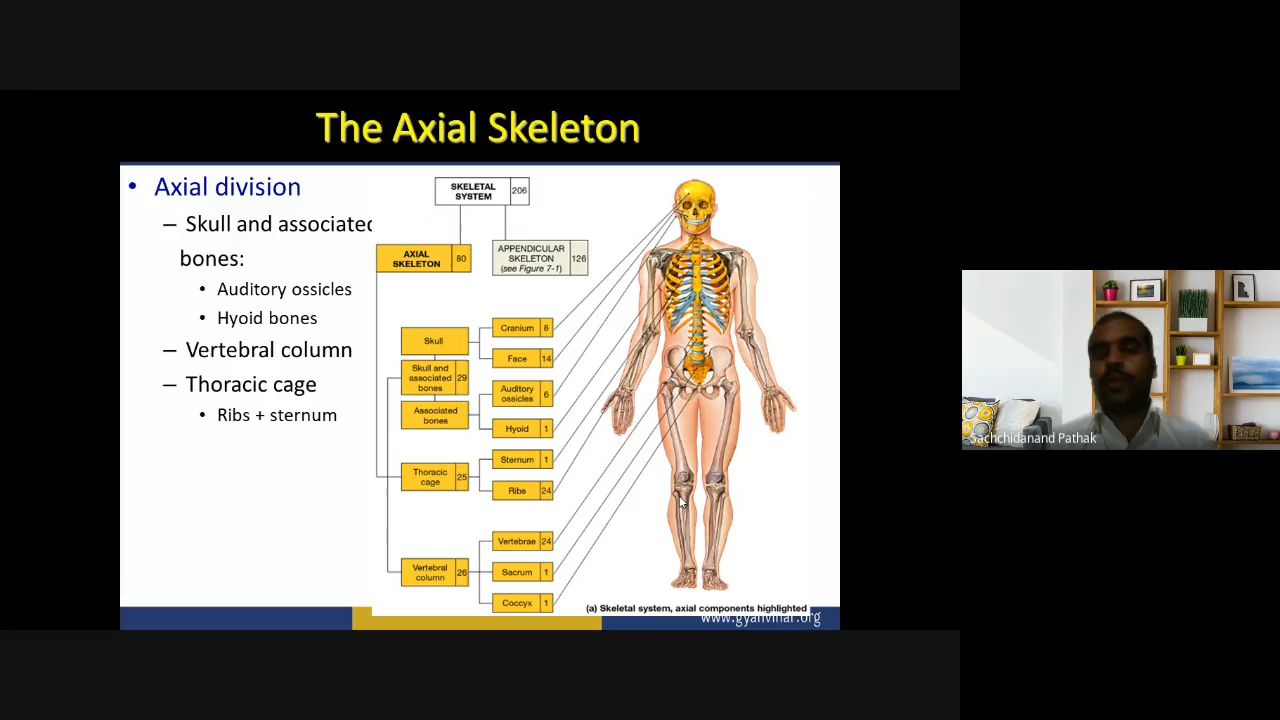 The Axial Skeleton
• Axial division
– Skull and associated
bones:
• Auditory ossicles
• Hyoid bones
– Vertebral column
– Thoracic cage
• Ribs + sternum
SKELETAL
SYSTEM
206
AXIAL
SKELETON
80
APPENDICULAR
SKELETON
(see Figure 7-1)
126
Skull
Cranium 8
Face 14
Skull and
associated
bones
29
Auditory
ossicles
6
Associated
bones
Hyoid 1
Sternum 1
Thoracic
cage
25
Ribs 24
Vertebrae 24
Vertebral
column
26
Sacrum 1
Coccyx 1
(a) Skeletal system, axial components highlighted
www.gyanvihar.org
Sachchidanand Pathak